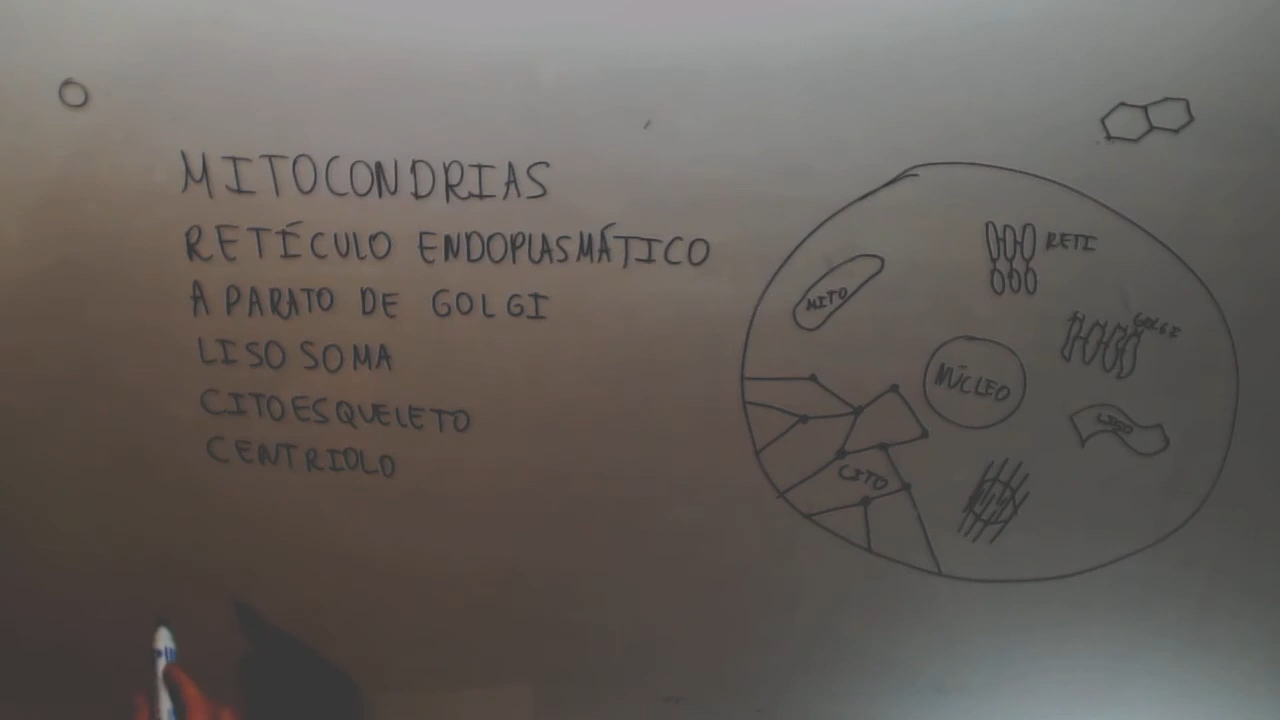 MITOCONDRIAS
RETÍCULO ENDOPLASMÁTICO
APARATO DE GOLGI
LISOSOMA
CITOESQUELETO
CENTRIOLO
RETI
MITO
GOLGI
NÚCLEO
LISO
CITO